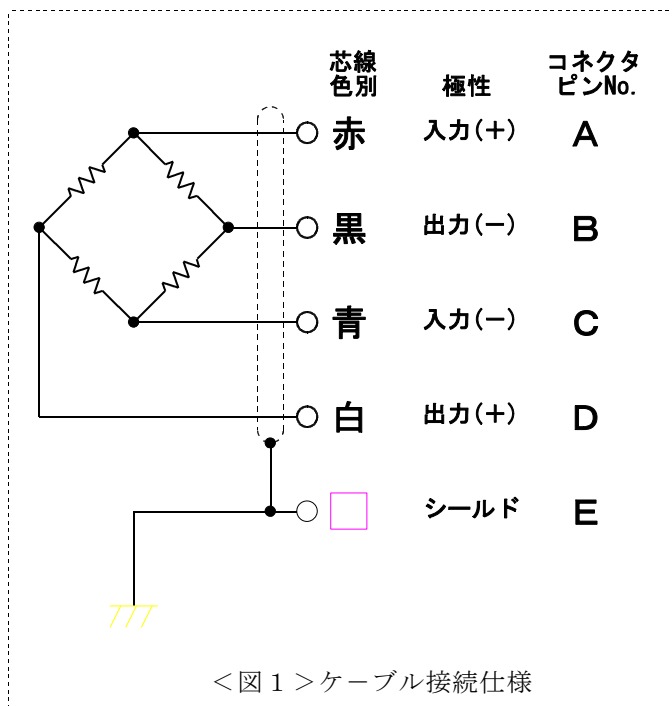 芯線 コネクタ
色別 極性 ピンNo.
赤 入力(+) A
黒 出力(-) B
青 入力(-) C
白 出力(+) D
シールド E
<図1>ケーブル接続仕様